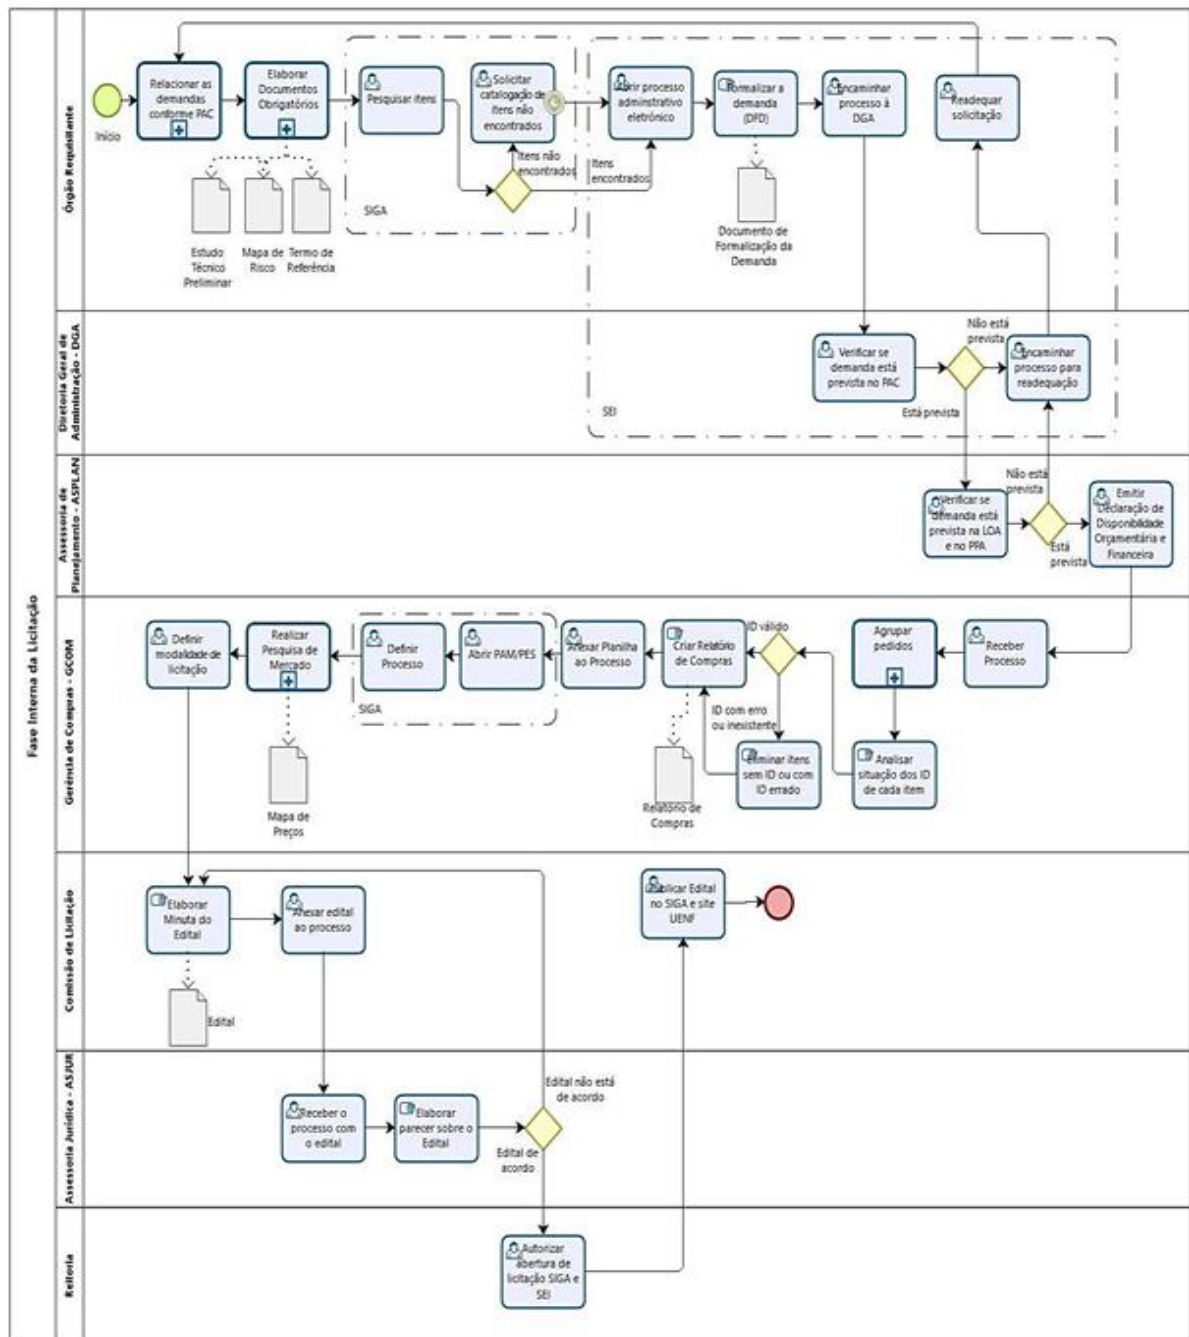 Fase Interna da Licitação
Órgão Requisitante
Início
Relacionar as
demandas
conforme PAC
Elaborar
Documentos
Obrigatórios
Estudo
Técnico
Preliminar
Mapa de
Risco
Termo de
Referência
Pesquisar itens
Solicitar
catalogação de
itens não
encontrados
Itens não
encontrados
Itens
encontrados
SIGA
Abrir processo
adminstrativo
eletrónico
Formalizar a
demanda
(DFD)
Documento de
Formalização da
Demanda
Encaminhar
processo à
DGA
Readequar
solicitação
Diretoria Geral de
Administração - DGA
Verificar se
demanda está
prevista no PAC
Não está
prevista
Está prevista
Encaminhar
processo para
readequação
SEI
Assessoria de
Planejamento - ASPLAN
Verificar se
demanda está
prevista na LOA
e no PPA
Não está
prevista
Está
prevista
Emitir
Declaração de
Disponibilidade
Orçamentária e
Financeira
Gerência de Compras - GCOM
Definir
modalidade de
licitação
Realizar
Pesquisa de
Mercado
Mapa de
Preços
Definir
Processo
Abrir PAM/PES
SIGA
Anexar Planilha
ao Processo
Criar Relatório
de Compras
Relatório de
Compras
ID válido
ID com erro
ou inexistente
Eliminar itens
sem ID ou com
ID errado
Agrupar
pedidos
Analisar
situação dos ID
de cada item
Receber
Processo
Comissão de Licitação
Elaborar
Minuta do
Edital
Edital
Anexar edital
ao processo
Publicar Edital
no SIGA e site
UENF
Assessoria Jurídica - ASJUR
Receber o
processo com
o edital
Elaborar
parecer sobre o
Edital
Edital não está
de acordo
Edital de
acordo
Reitoria
Autorizar
abertura de
licitação SIGA e
SEI